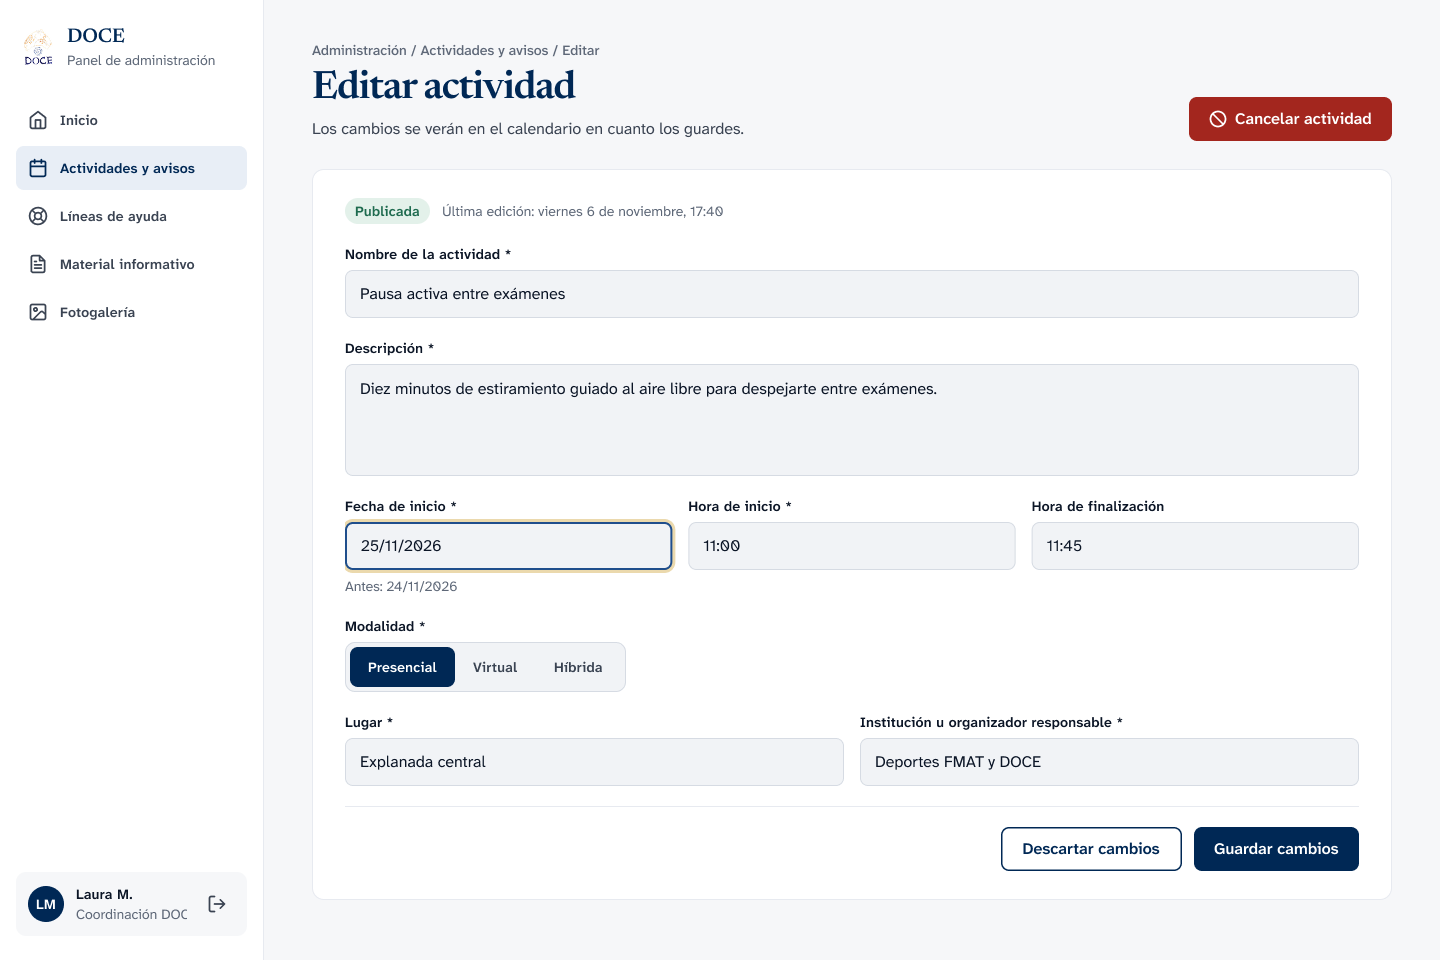 DOCE
DOCE
Panel de administración
Inicio
Actividades y avisos
Líneas de ayuda
Material informativo
Fotogalería
LM
Laura M.
Coordinación DOC
Administración / Actividades y avisos / Editar
Editar actividad
Los cambios se verán en el calendario en cuanto los guardes.
Cancelar actividad
Publicada
Última edición: viernes 6 de noviembre, 17:40
Nombre de la actividad *
Pausa activa entre exámenes
Descripción *
Diez minutos de estiramiento guiado al aire libre para despejarte entre exámenes.
Fecha de inicio *
25/11/2026
Antes: 24/11/2026
Hora de inicio *
11:00
Hora de finalización
11:45
Modalidad *
Presencial
Virtual
Híbrida
Lugar *
Explanada central
Institución u organizador responsable *
Deportes FMAT y DOCE
Descartar cambios
Guardar cambios